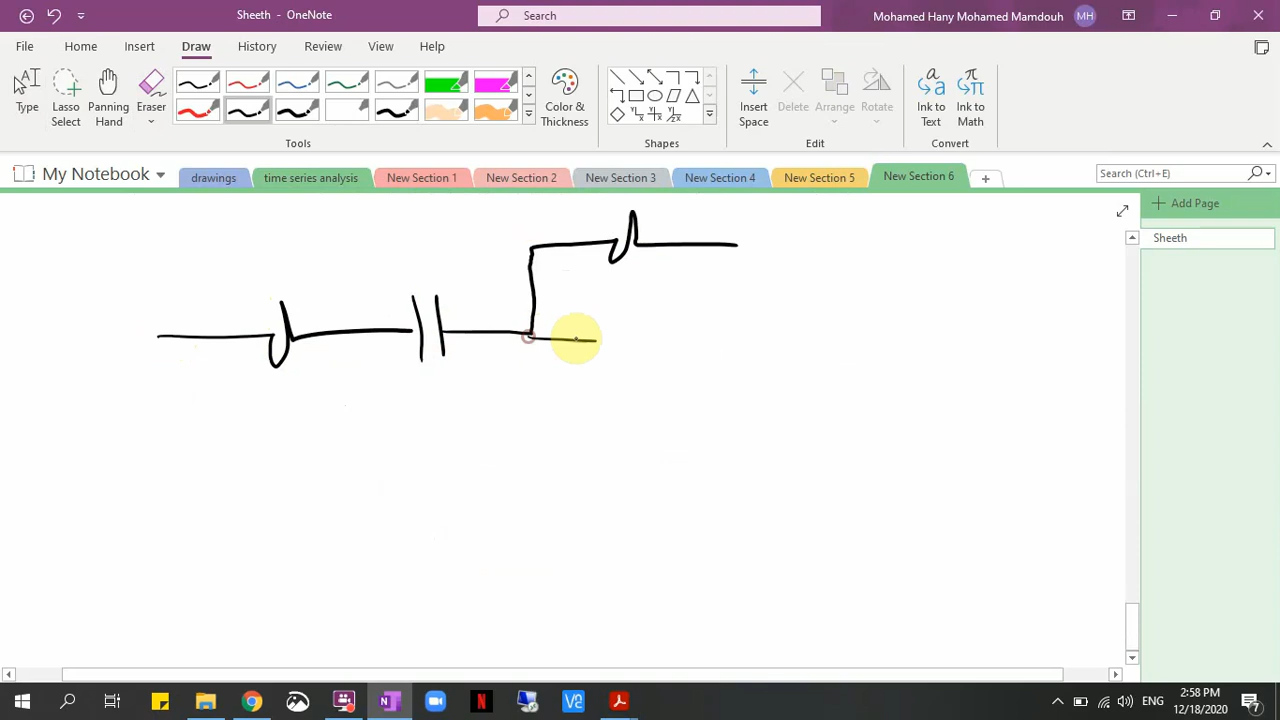 Sheeth - OneNote
Search
Mohamed Hany Mohamed Mamdouh
MH
File
Home
Insert
Draw
History
Review
View
Help
Type
Lasso
Select
Panning
Hand
Eraser
Color &
Thickness
Insert
Space
Delete
Arrange
Rotate
Ink to
Text
Ink to
Math
Tools
Shapes
Edit
Convert
My Notebook
drawings
time series analysis
New Section 1
New Section 2
New Section 3
New Section 4
New Section 5
New Section 6
+
Search (Ctrl+E)
Add Page
Sheeth
ENG
2:58 PM
12/18/2020
7